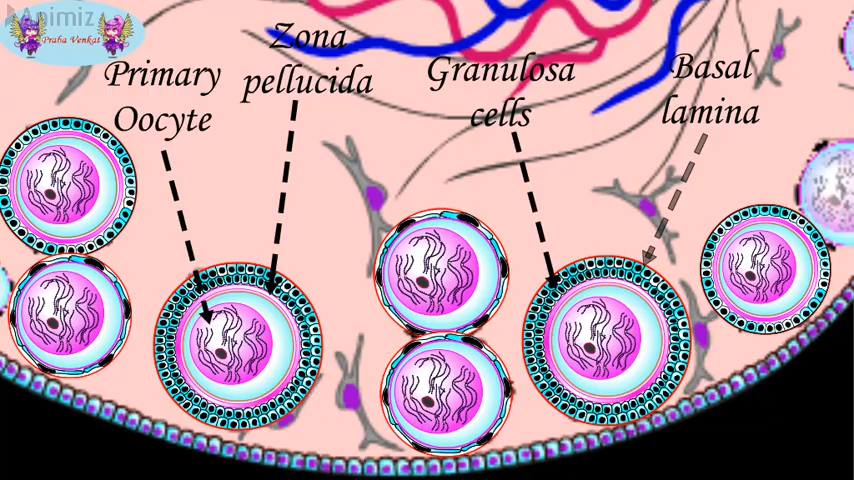 Animiz
Praba Venkat
Primary
Oocyte
Zona
pellucida
Granulosa
cells
Basal
lamina